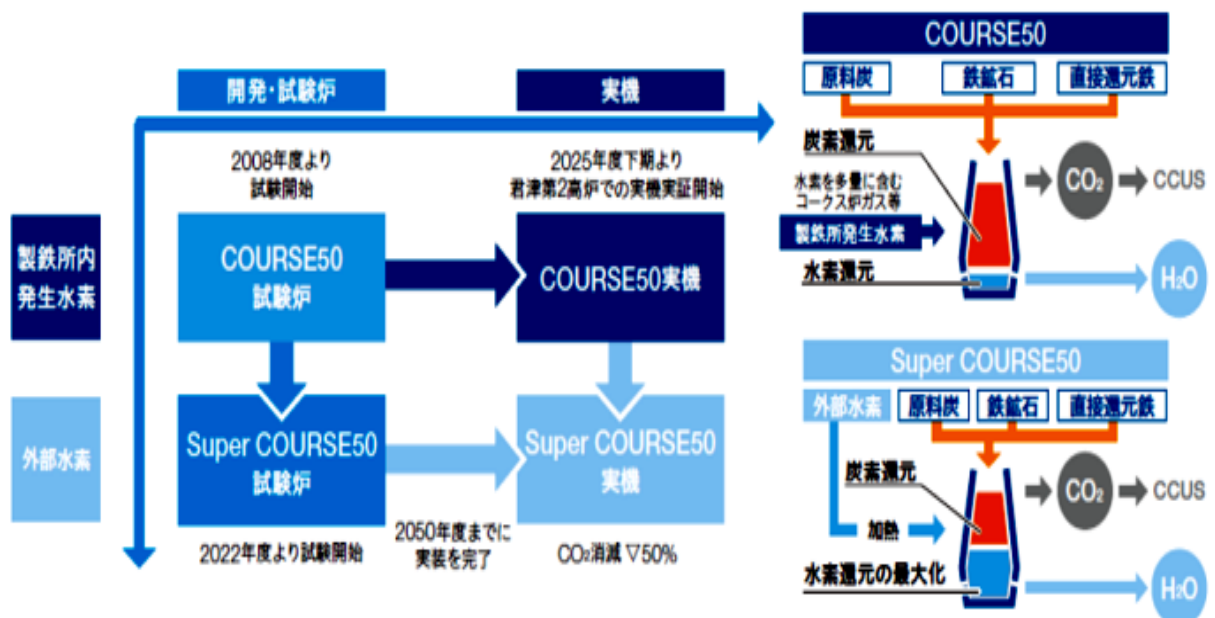 開発・試験炉
実機
2008年度より
試験開始
2025年度下期より
君津第2高炉での実機実証開始
製鉄所内
発生水素
COURSE50
試験炉
COURSE50実機
外部水素
Super COURSE50
試験炉
Super COURSE50
実機
2022年度より試験開始
2050年度までに
実装を完了
CO₂消減 ▽50%
COURSE50
原料炭
鉄鉱石
直接還元鉄
炭素還元
水素を多量に含む
コークス炉ガス等
製鉄所発生水素
水素還元
CO₂
CCUS
H₂O
Super COURSE50
外部水素
原料炭
鉄鉱石
直接還元鉄
炭素還元
加熱
水素還元の最大化
CO₂
CCUS
H₂O